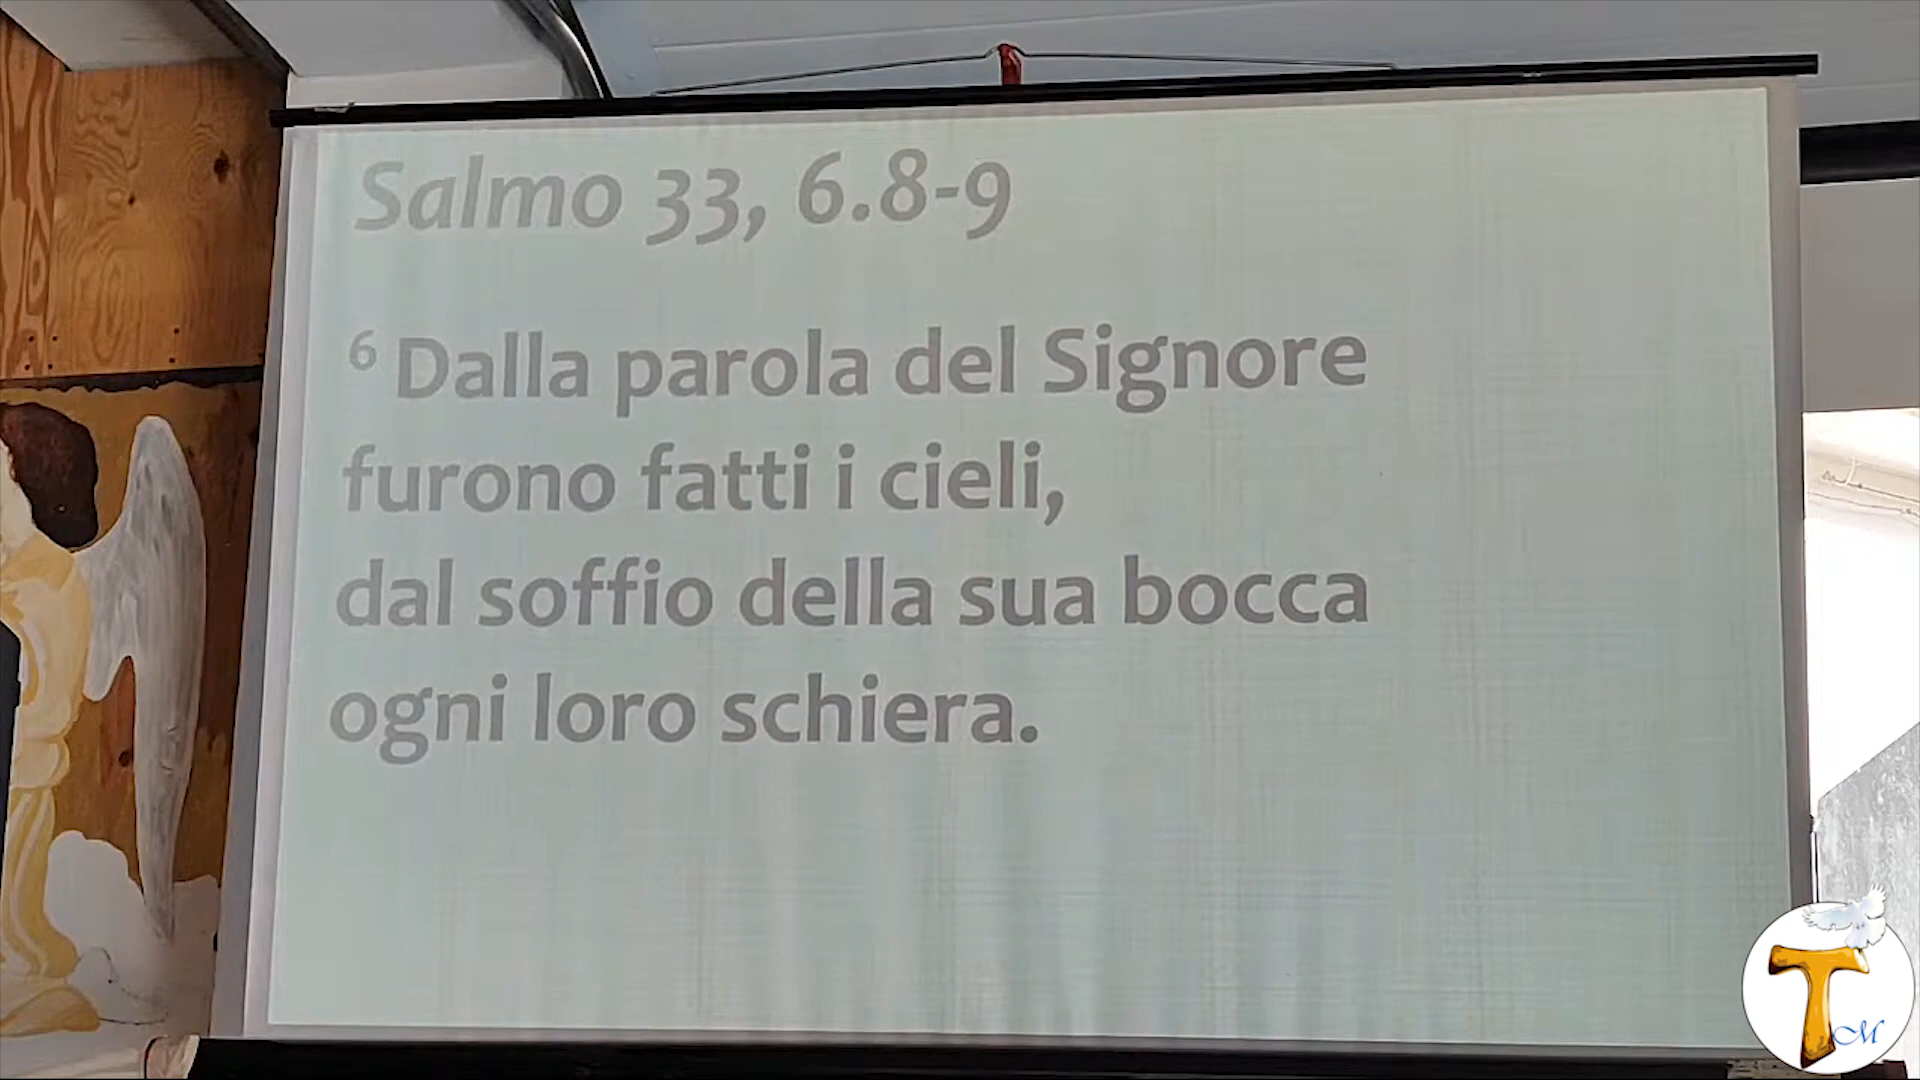 Salmo 33, 6.8-9
6 Dalla parola del Signore
furono fatti i cieli,
dal soffio della sua bocca
ogni loro schiera.
M